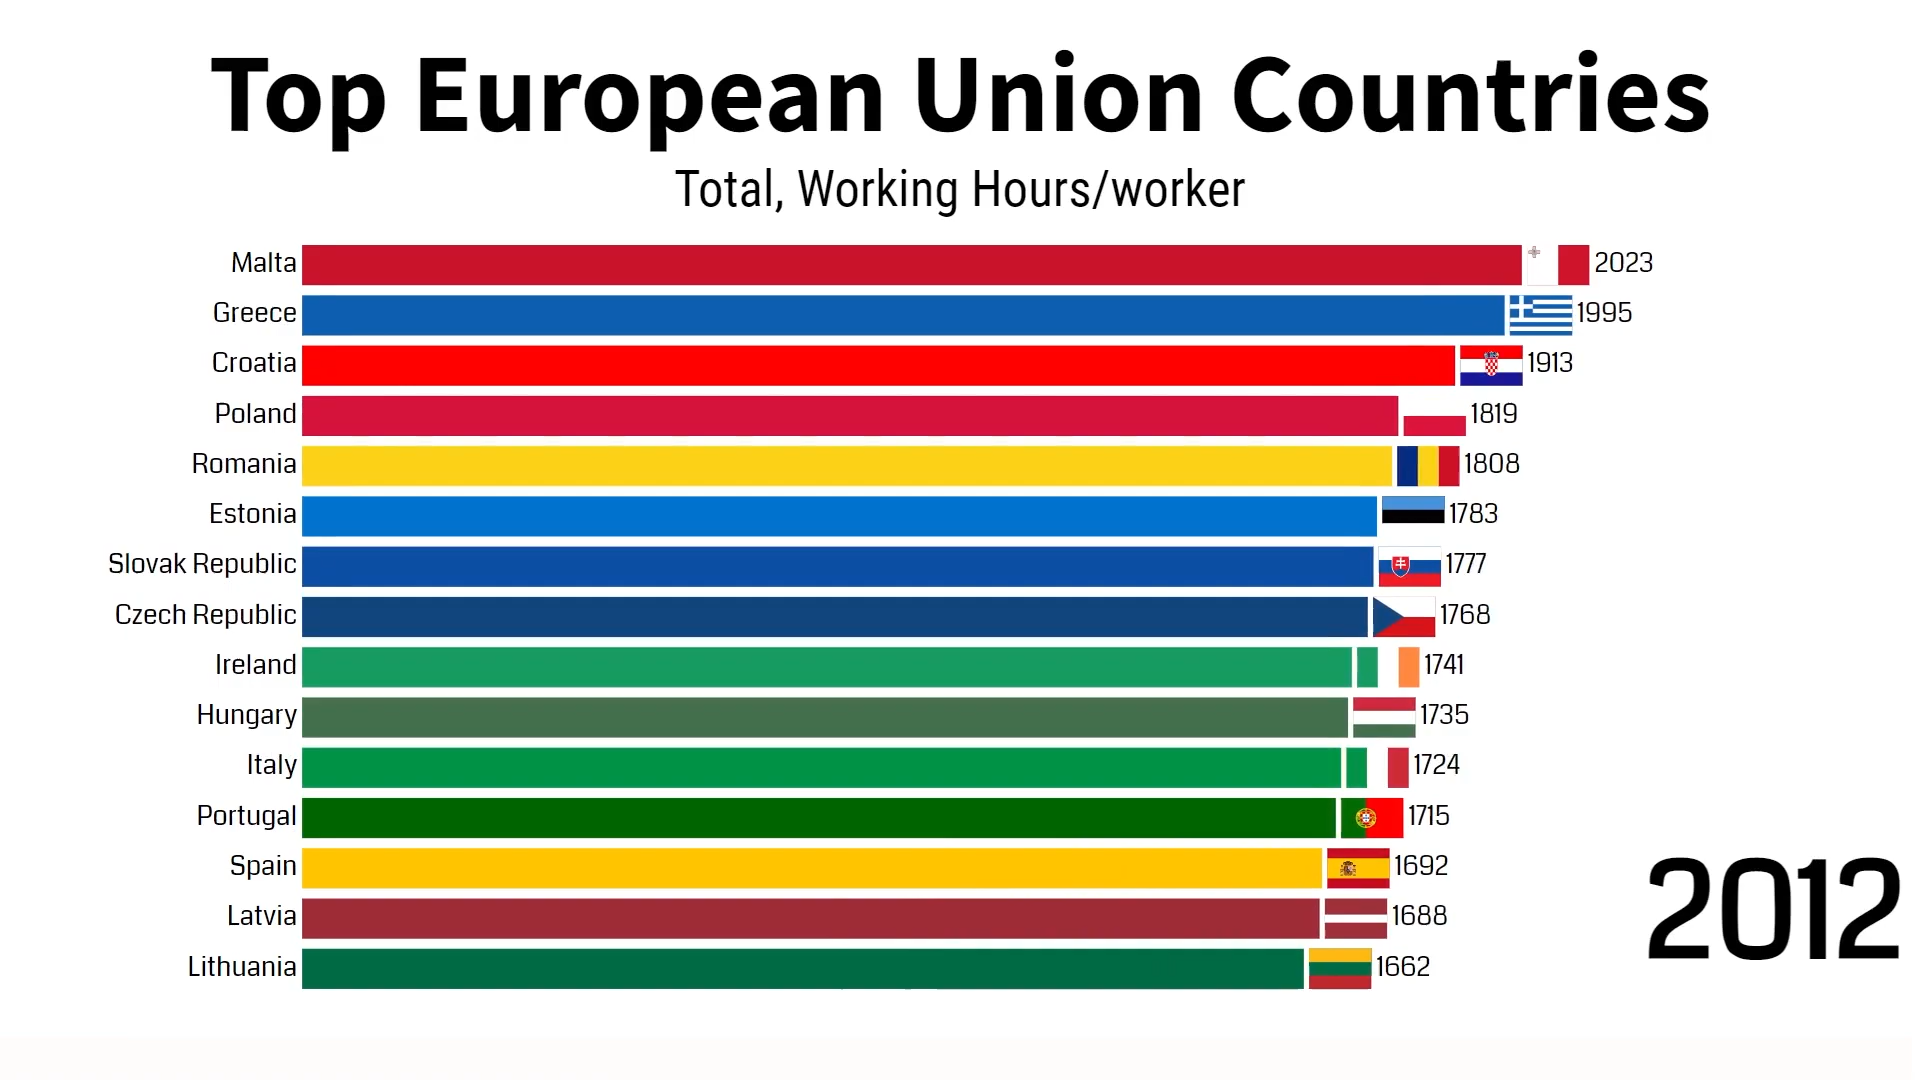 Top European Union Countries
Total, Working Hours/worker
Malta 2023
Greece 1995
Croatia 1913
Poland 1819
Romania 1808
Estonia 1783
Slovak Republic 1777
Czech Republic 1768
Ireland 1741
Hungary 1735
Italy 1724
Portugal 1715
Spain 1692
Latvia 1688
Lithuania 1662
2012